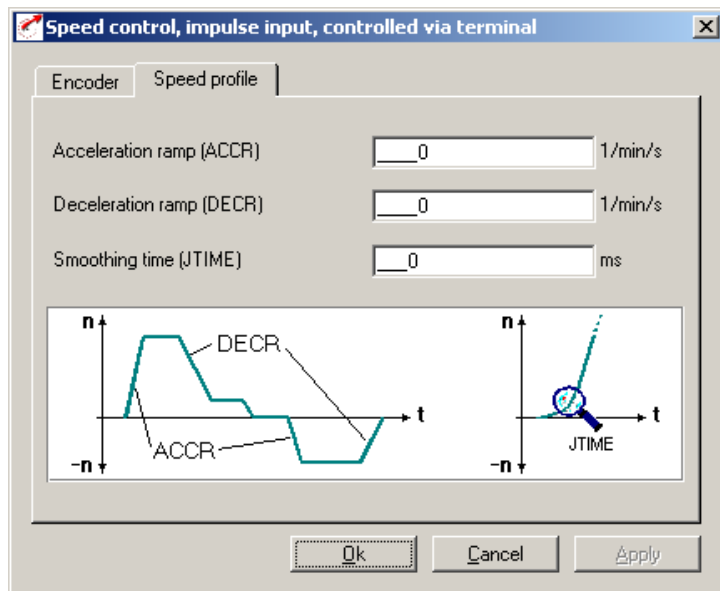 Speed control, impulse input, controlled via terminal
Encoder Speed profile
Acceleration ramp (ACCR) ____0 1/min/s
Deceleration ramp (DECR) ____0 1/min/s
Smoothing time (JTIME) ___0 ms
n DECR t ACCR -n
n t JTIME -n
Ok Cancel Apply